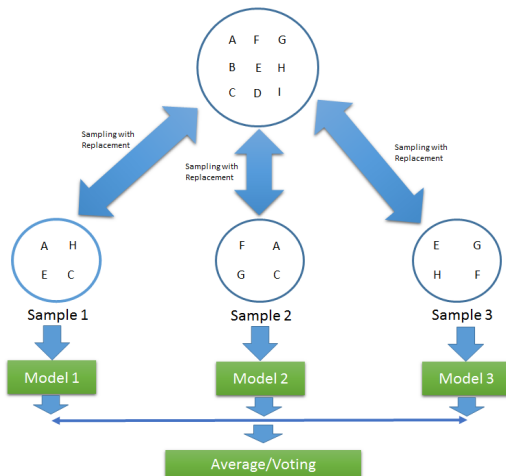 A F G
B E H
C D I
Sampling with
Replacement
Sampling with
Replacement
Sampling with
Replacement
A H
E C
F A
G C
E G
H F
Sample 1
Sample 2
Sample 3
Model 1
Model 2
Model 3
Average/Voting